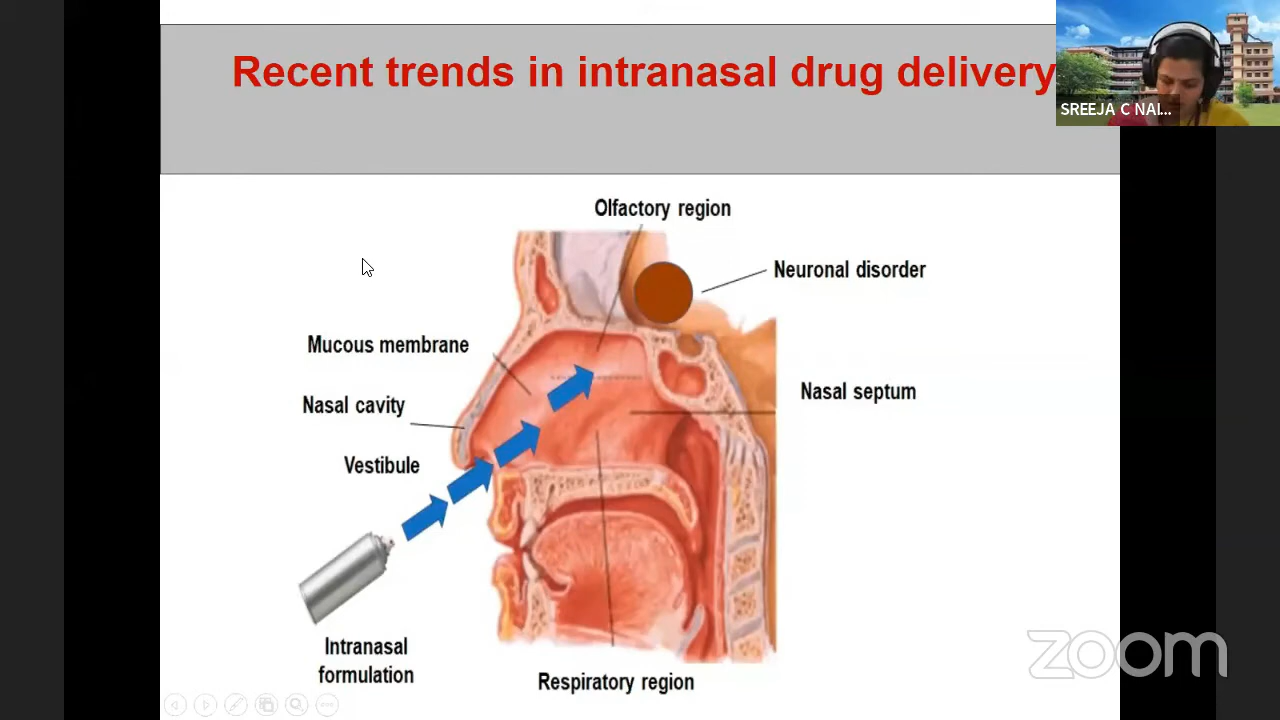 Recent trends in intranasal drug delivery
SREEJA C NAI...
Olfactory region
Neuronal disorder
Mucous membrane
Nasal septum
Nasal cavity
Vestibule
Intranasal
formulation
Respiratory region
zoom